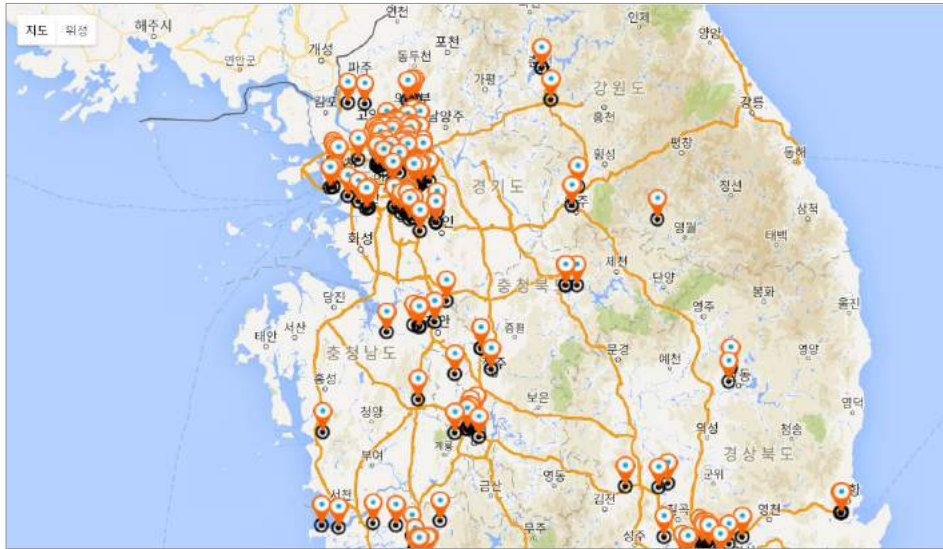 지도 위성
인제
연천
양양
해주시
개성
동두천
포천
연안군
파주
가평
강원도
김포
남양주
홍천
강릉
횡성
평창
동해
경기도
정선
삼척
영월
화성
태백
제천
충청북
단양
당진
봉화
영주
울진
서산
태안
증평
충청남도
문경
예천
영양
홍성
보은
영덕
청양
의성
청송
계룡
경상북도
부여
영동
군위
금산
김천
서천
칠곡
영천
무주
성주